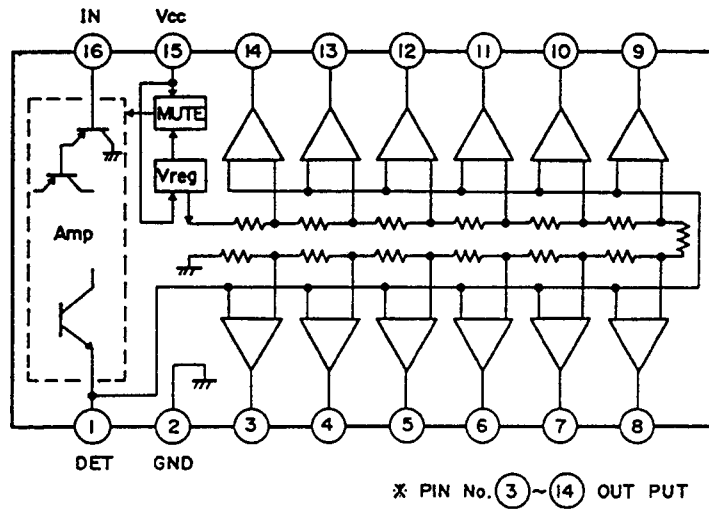 IN Vcc
16 15 14 13 12 11 10 9
MUTE
Vreg
Amp
1 2 3 4 5 6 7 8
DET GND
※ PIN No. 3 ~ 14 OUT PUT